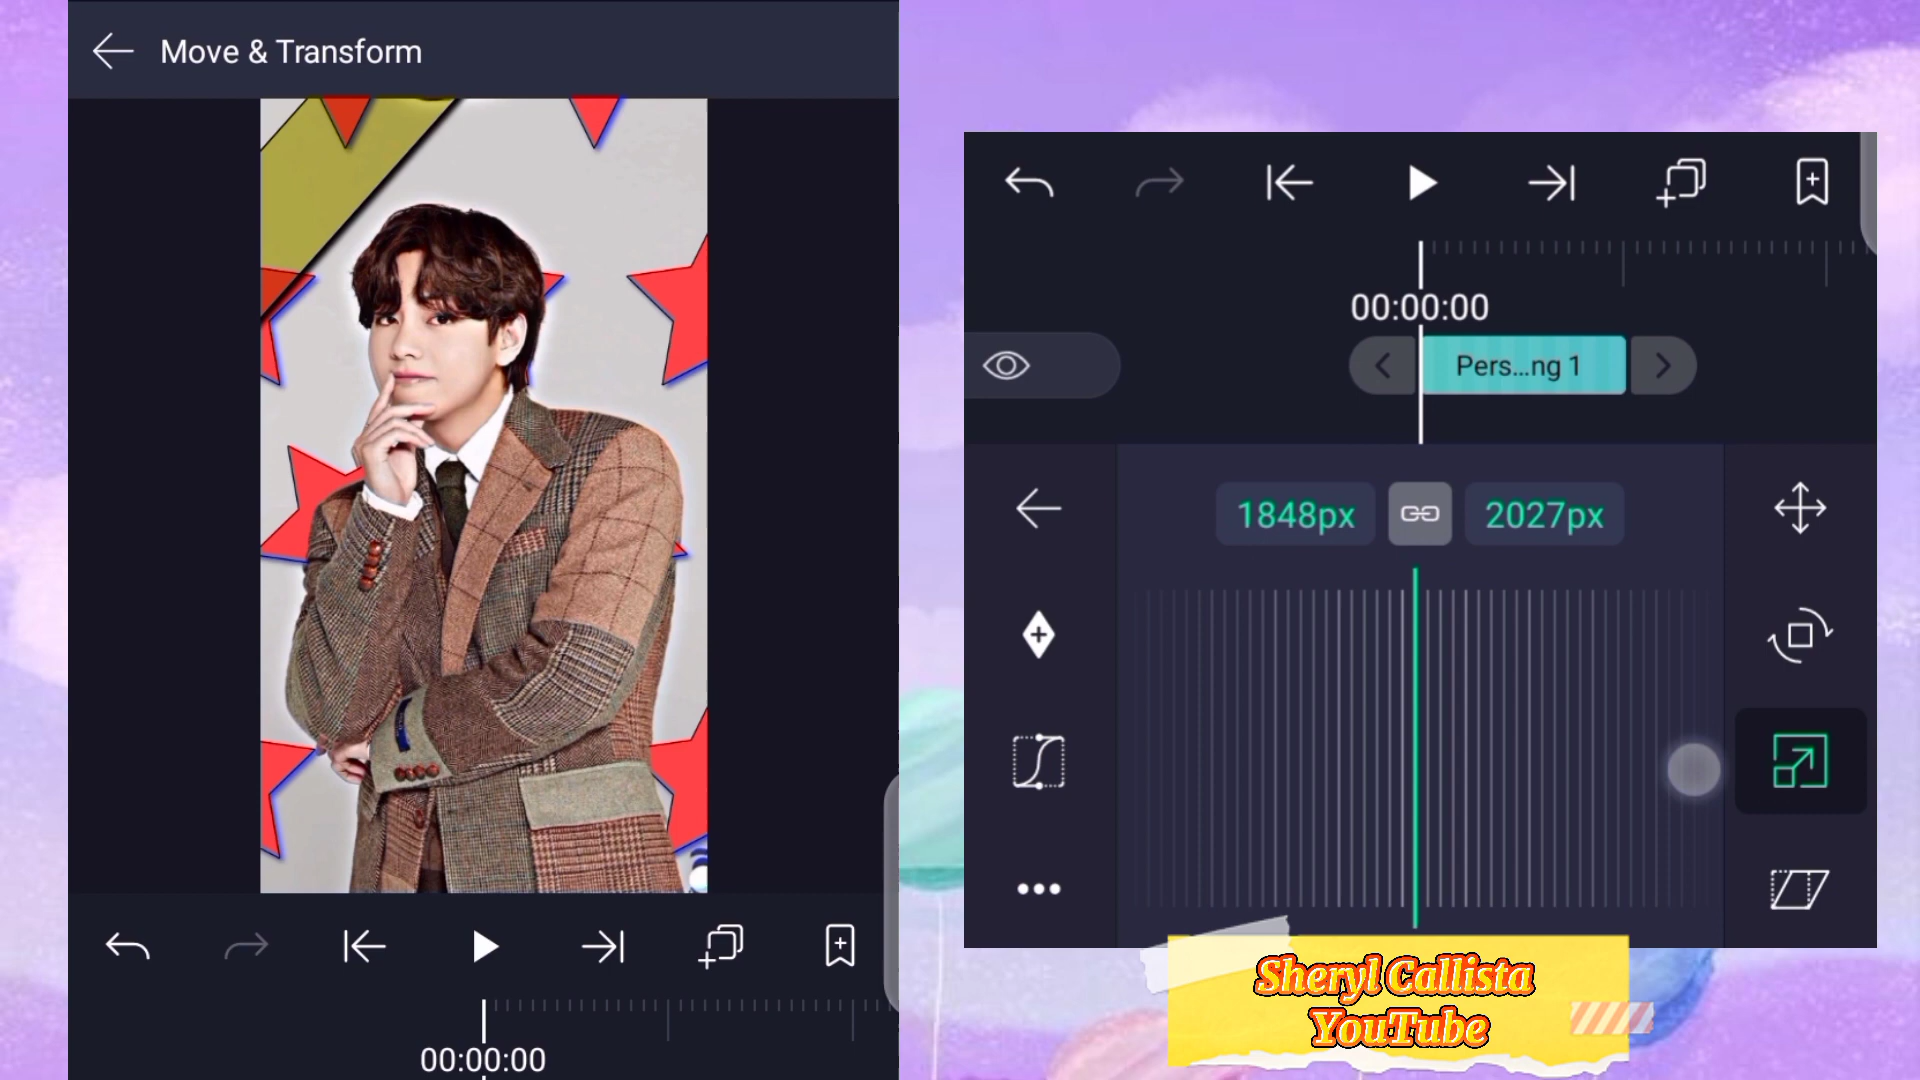 Move & Transform
00:00:00
00:00:00
Pers...ng 1
1848px
2027px
Sheryl Callista
YouTube